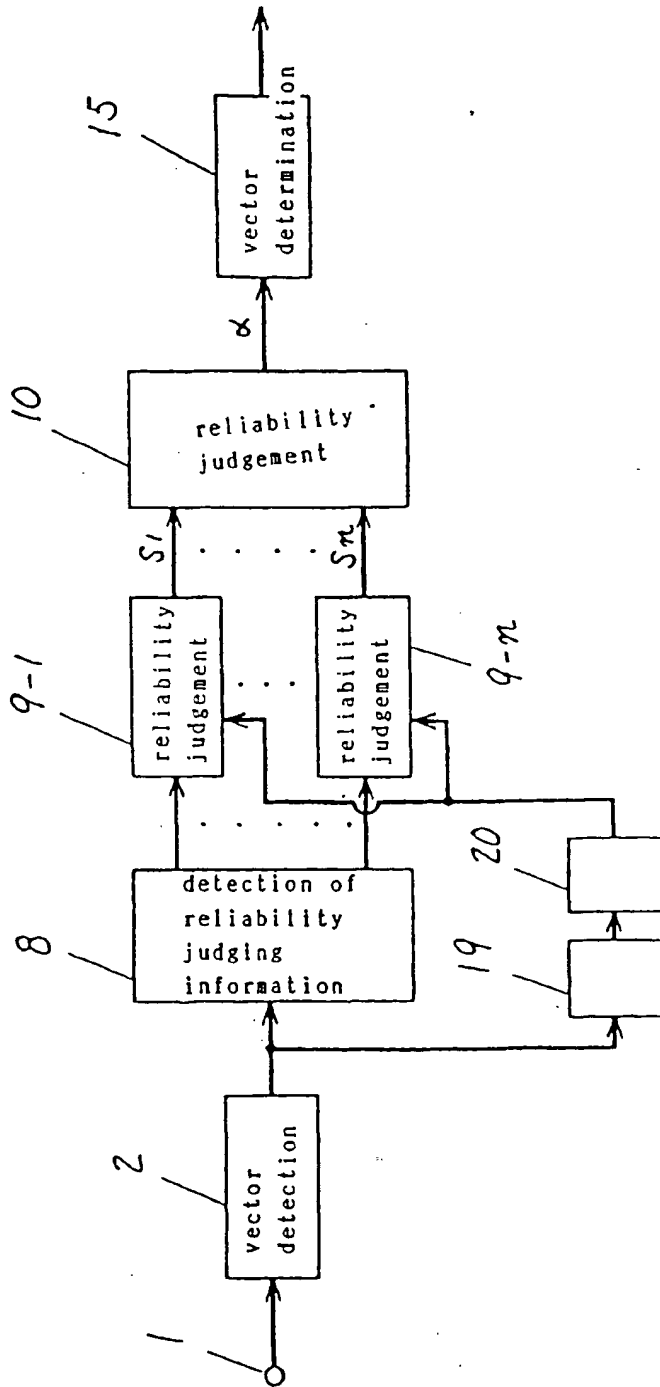 1
2
vector
detection
8
detection of
reliability
judging
information
19
20
9-1
reliability
judgement
9-n
reliability
judgement
S1
Sn
10
reliability
judgement
α
15
vector
determination